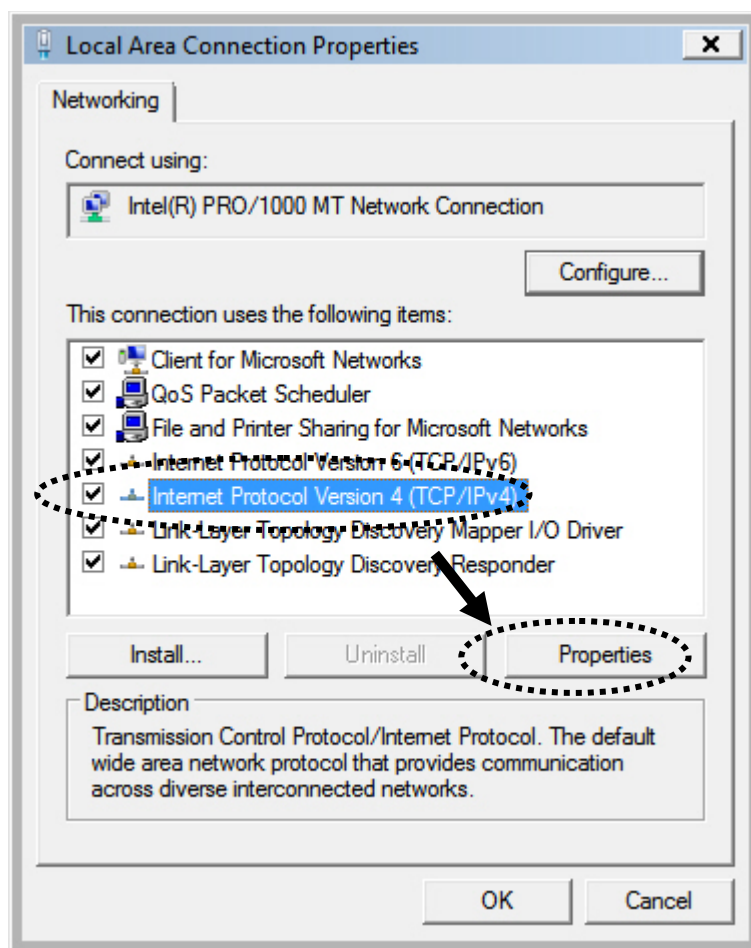 Local Area Connection Properties
Networking
Connect using:
Intel(R) PRO/1000 MT Network Connection
Configure...
This connection uses the following items:
Client for Microsoft Networks
QoS Packet Scheduler
File and Printer Sharing for Microsoft Networks
Internet Protocol Version 6 (TCP/IPv6)
Internet Protocol Version 4 (TCP/IPv4)
Link-Layer Topology Discovery Mapper I/O Driver
Link-Layer Topology Discovery Responder
Install... Uninstall Properties
Description
Transmission Control Protocol/Internet Protocol. The default
wide area network protocol that provides communication
across diverse interconnected networks.
OK Cancel